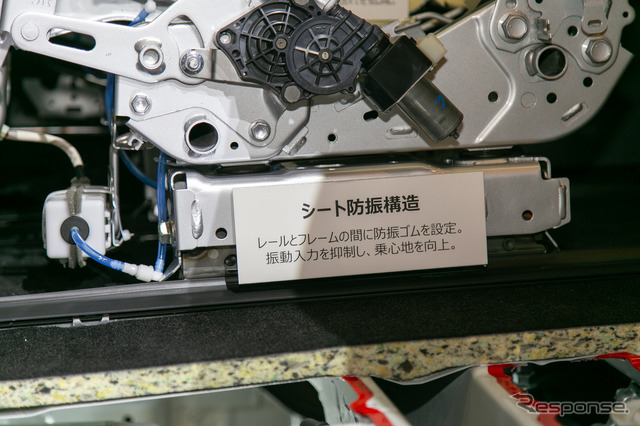 シート防振構造
レールとフレームの間に防振ゴムを設定。
振動入力を抑制し、乗心地を向上。
Response.